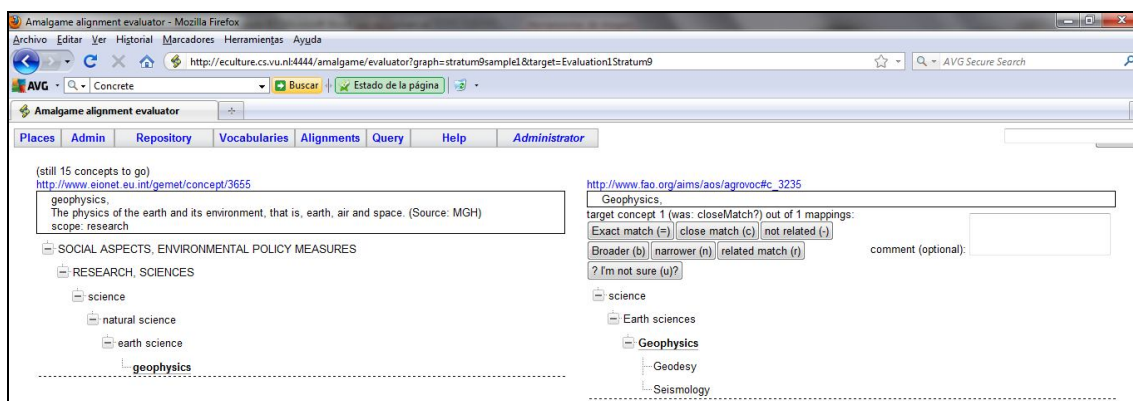 Amalgame alignment evaluator - Mozilla Firefox
Archivo Editar Ver Historial Marcadores Herramientas Ayuda
http://eculture.cs.vu.nl:4444/amalgame/evaluator?graph=stratum9sample1&target=Evaluation1Stratum9
AVG Secure Search
AVG Concrete Buscar Estado de la página
Amalgame alignment evaluator
Places Admin Repository Vocabularies Alignments Query Help Administrator
(still 15 concepts to go)
http://www.eionet.eu.int/gemet/concept/3655
geophysics,
The physics of the earth and its environment, that is, earth, air and space. (Source: MGH)
scope: research
SOCIAL ASPECTS, ENVIRONMENTAL POLICY MEASURES
RESEARCH, SCIENCES
science
natural science
earth science
geophysics
http://www.fao.org/aims/aos/agrovoc#c_3235
Geophysics,
target concept 1 (was: closeMatch?) out of 1 mappings:
Exact match (=) close match (c) not related (-)
Broader (b) narrower (n) related match (r)
comment (optional):
? I'm not sure (u)?
science
Earth sciences
Geophysics
Geodesy
Seismology